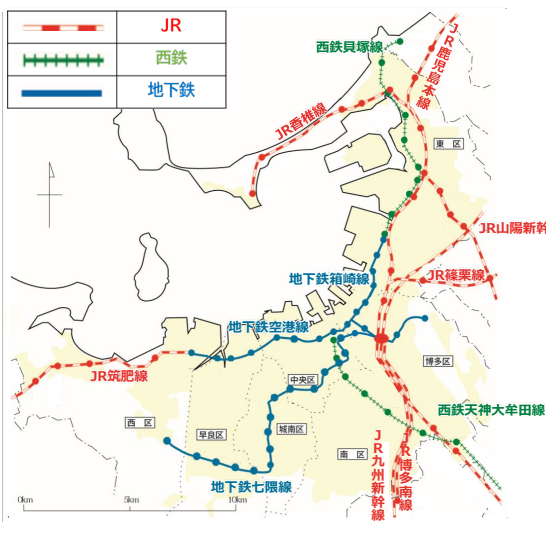 JR
西鉄
地下鉄
西鉄貝塚線
JR鹿児島本線
JR香椎線
東 区
JR山陽新幹
JR篠栗線
地下鉄箱崎線
地下鉄空港線
博多区
JR筑肥線
中央区
西鉄天神大牟田線
西 区
早良区
城南区
南 区
JR九州新幹線
JR博多南線
地下鉄七隈線
0km
5km
10km